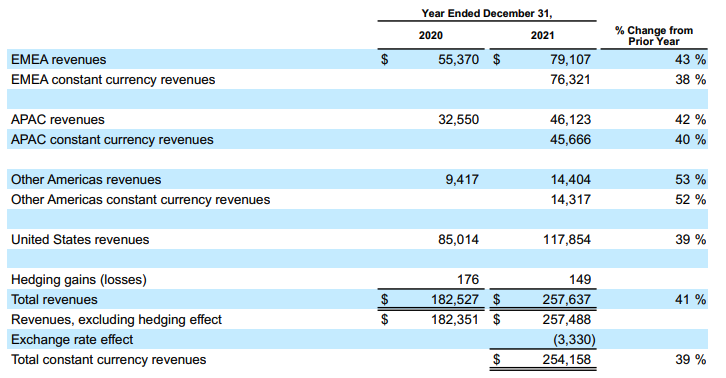 Year Ended December 31,
2020 2021 % Change from Prior Year
EMEA revenues $ 55,370 $ 79,107 43 %
EMEA constant currency revenues 76,321 38 %
APAC revenues 32,550 46,123 42 %
APAC constant currency revenues 45,666 40 %
Other Americas revenues 9,417 14,404 53 %
Other Americas constant currency revenues 14,317 52 %
United States revenues 85,014 117,854 39 %
Hedging gains (losses) 176 149
Total revenues $ 182,527 $ 257,637 41 %
Revenues, excluding hedging effect $ 182,351 $ 257,488
Exchange rate effect (3,330)
Total constant currency revenues $ 254,158 39 %